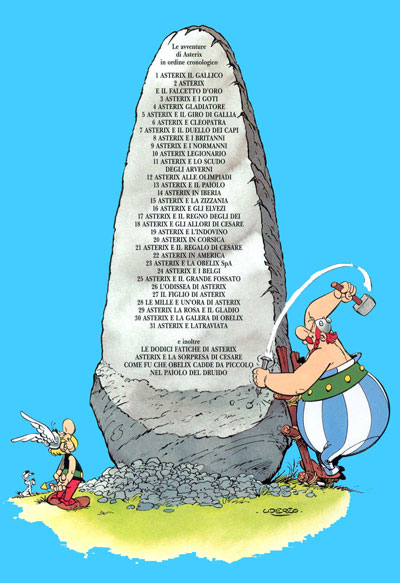 Le avventure
di Asterix
in ordine cronologico
1 ASTERIX IL GALLICO
2 ASTERIX
E IL FALCETTO D'ORO
3 ASTERIX E I GOTI
4 ASTERIX GLADIATORE
5 ASTERIX E IL GIRO DI GALLIA
6 ASTERIX E CLEOPATRA
7 ASTERIX E IL DUELLO DEI CAPI
8 ASTERIX E I BRITANNI
9 ASTERIX E I NORMANNI
10 ASTERIX LEGIONARIO
11 ASTERIX E LO SCUDO
DEGLI ARVERNI
12 ASTERIX ALLE OLIMPIADI
13 ASTERIX E IL PAIOLO
14 ASTERIX IN IBERIA
15 ASTERIX E LA ZIZZANIA
16 ASTERIX E GLI ELVEZI
17 ASTERIX E IL REGNO DEGLI DEI
18 ASTERIX E GLI ALLORI DI CESARE
19 ASTERIX E L'INDOVINO
20 ASTERIX IN CORSICA
21 ASTERIX E IL REGALO DI CESARE
22 ASTERIX IN AMERICA
23 ASTERIX E LA OBELIX SpA
24 ASTERIX E I BELGI
25 ASTERIX E IL GRANDE FOSSATO
26 L'ODISSEA DI ASTERIX
27 IL FIGLIO DI ASTERIX
28 LE MILLE E UN'ORA DI ASTERIX
29 ASTERIX LA ROSA E IL GLADIO
30 ASTERIX E LA GALERA DI OBELIX
31 ASTERIX E LATRAVIATA
e inoltre
LE DODICI FATICHE DI ASTERIX
ASTERIX E LA SORPRESA DI CESARE
COME FU CHE OBELIX CADDE DA PICCOLO
NEL PAIOLO DEL DRUIDO
UDERZO